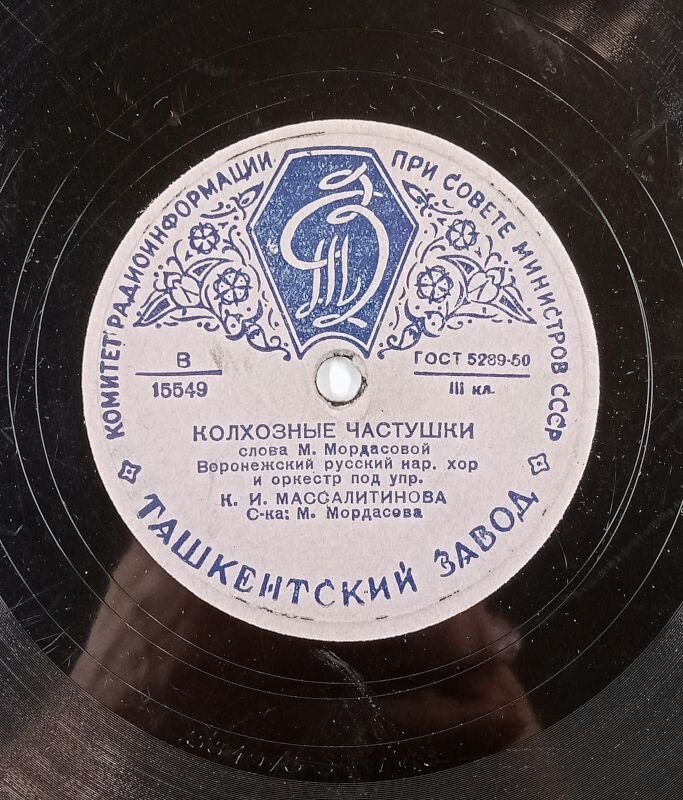 КОМИТЕТ РАДИОИНФОРМАЦИИ ПРИ СОВЕТЕ МИНИСТРОВ СССР
В
15549
ГОСТ 5289-50
III кл.
КОЛХОЗНЫЕ ЧАСТУШКИ
слова М. Мордасовой
Воронежский русский нар. хор
и оркестр под упр.
К. И. МАССАЛИТИНОВА
С-ка: М. Мордасова
ТАШКЕНТСКИЙ ЗАВОД